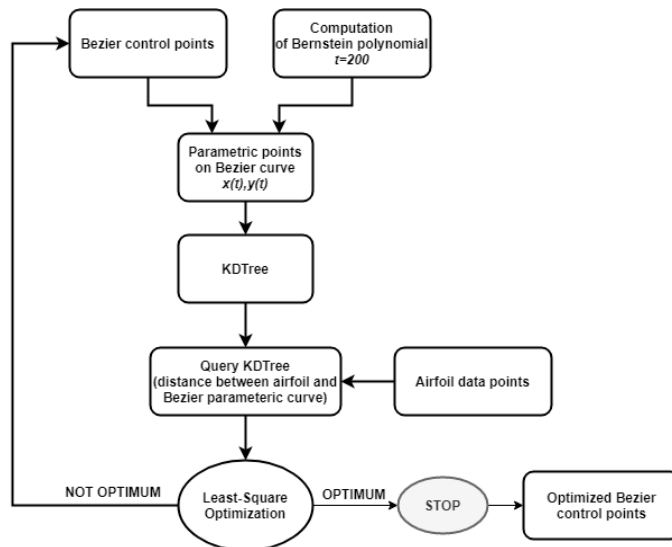 Bezier control points
Computation
of Bernstein polynomial
t=200
Parametric points
on Bezier curve
x(t),y(t)
KDTree
Query KDTree
(distance between airfoil and
Bezier parameteric curve)
Airfoil data points
NOT OPTIMUM
Least-Square
Optimization
OPTIMUM
STOP
Optimized Bezier
control points